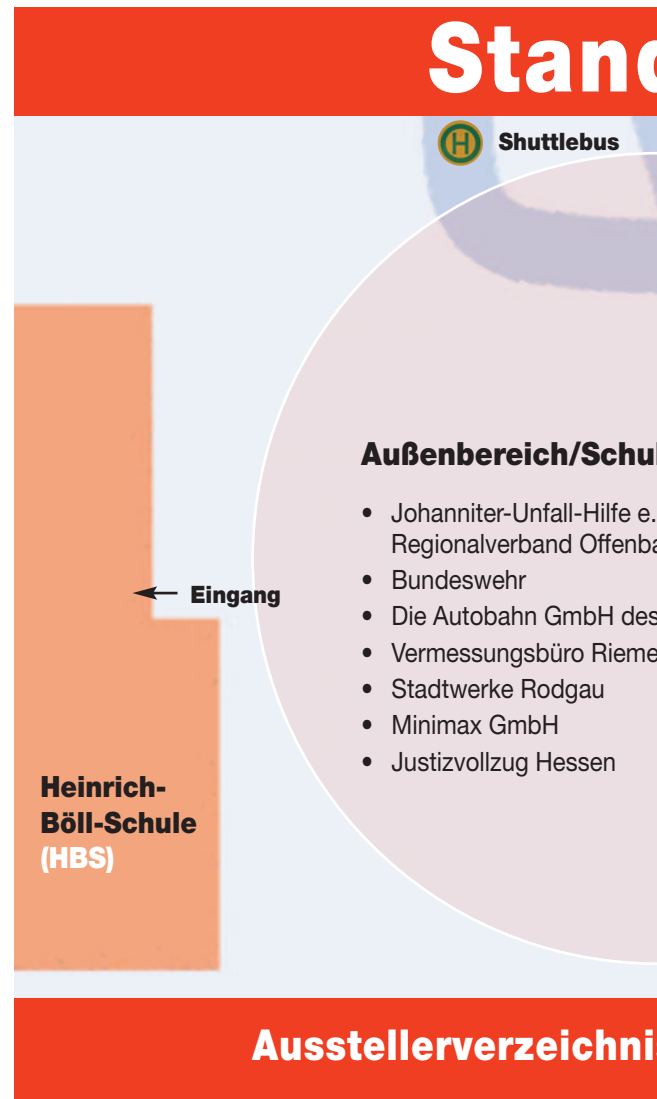 Stand
H Shuttlebus
Außenbereich/Schul
• Johanniter-Unfall-Hilfe e.
Regionalverband Offenba
• Bundeswehr
• Die Autobahn GmbH des
• Vermessungsbüro Rieme
• Stadtwerke Rodgau
• Minimax GmbH
• Justizvollzug Hessen
Eingang
Heinrich-
Böll-Schule
(HBS)
Ausstellerverzeichnis